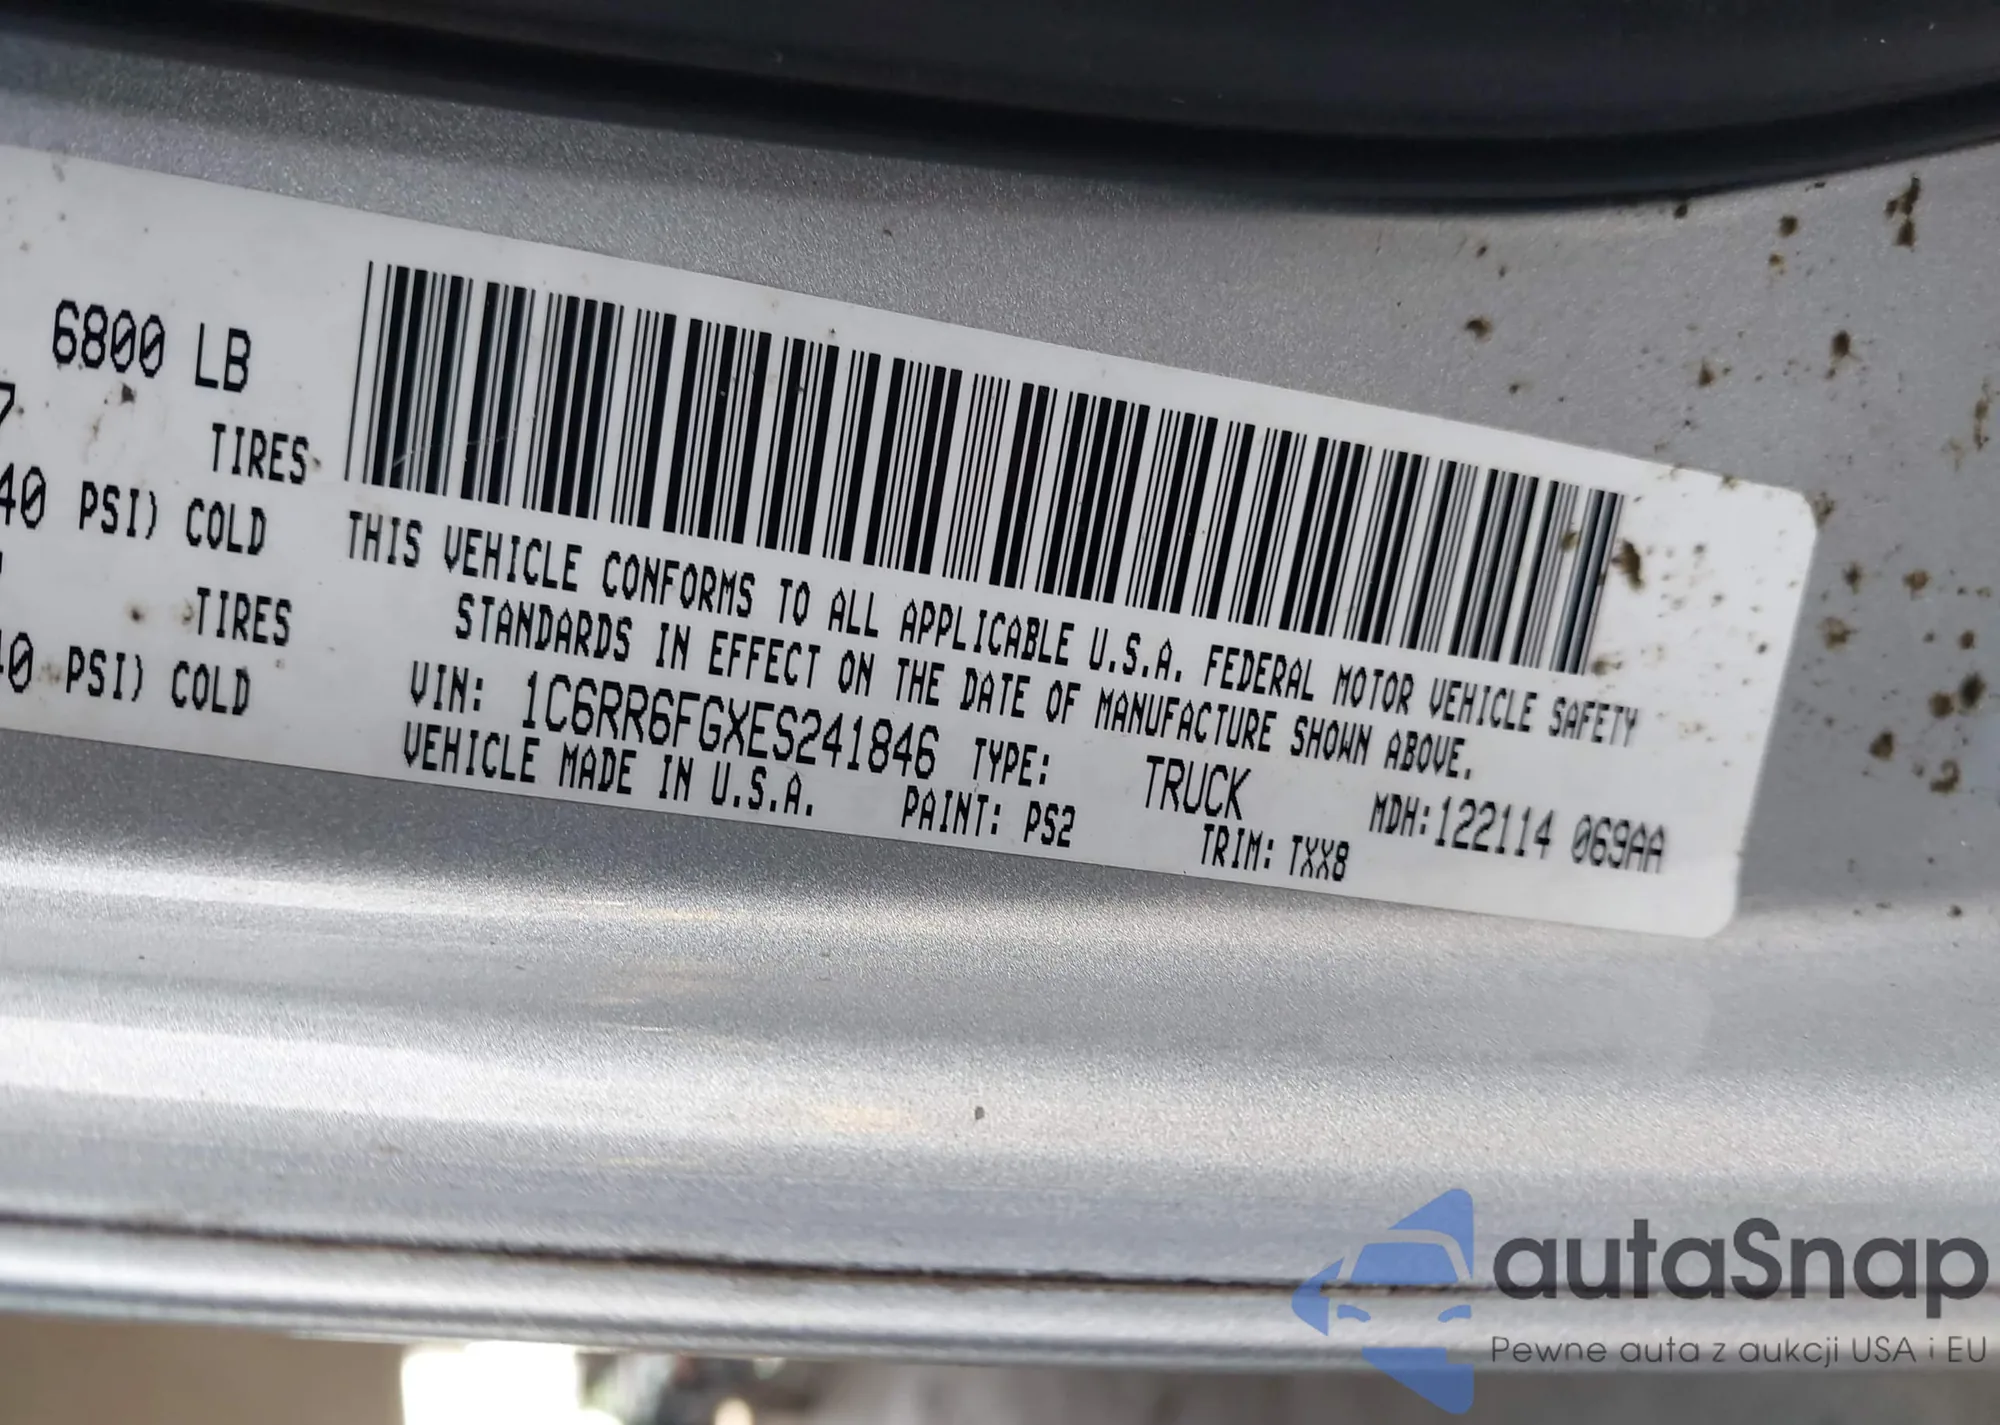 6800 LB
7
TIRES
40 PSI) COLD
TIRES
PSI) COLD
THIS VEHICLE CONFORMS TO ALL APPLICABLE U.S.A. FEDERAL MOTOR VEHICLE SAFETY
STANDARDS IN EFFECT ON THE DATE OF MANUFACTURE SHOWN ABOVE.
VIN: 1C6RR6FGXES241846 TYPE: TRUCK MDH:122114 069AA
VEHICLE MADE IN U.S.A. PAINT: PS2 TRIM: TXX8
autaSnap
Pewne auta z aukcji USA i EU